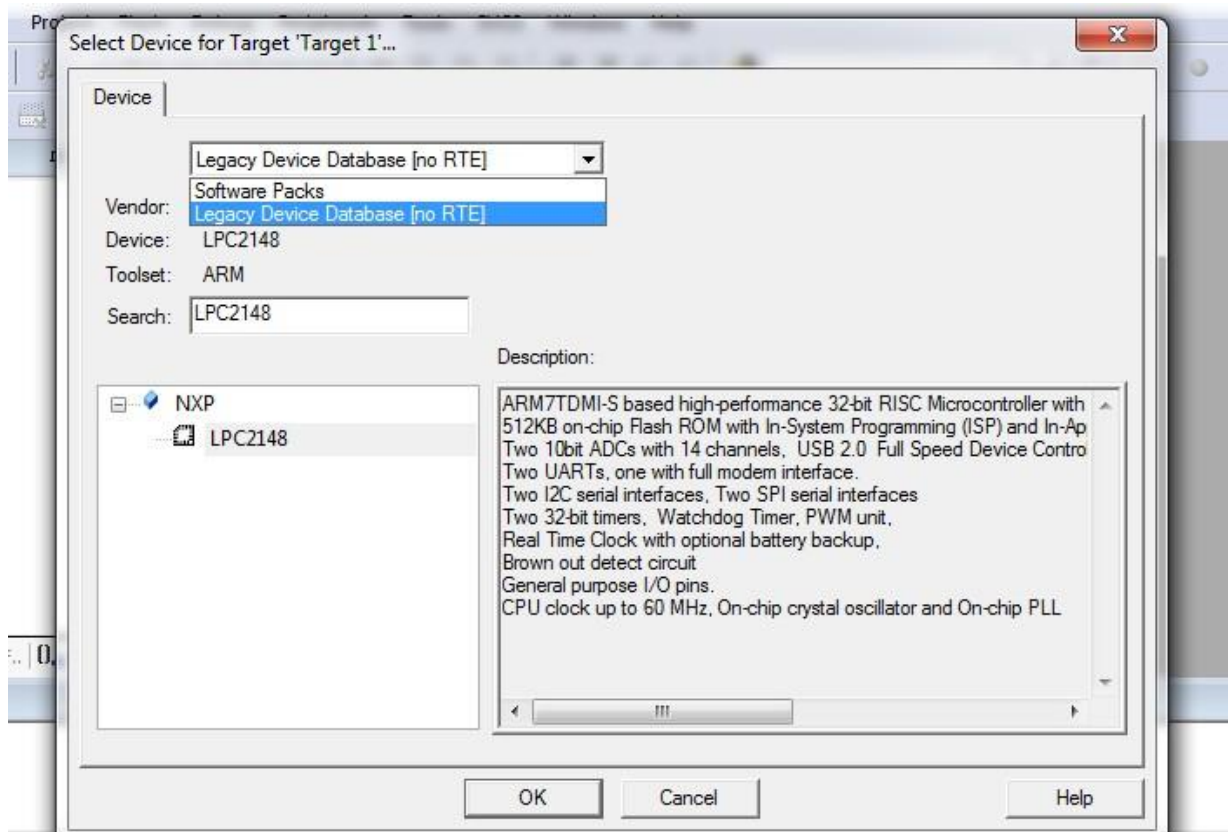 Select Device for Target 'Target 1'...
Device
Legacy Device Database [no RTE]
Software Packs
Legacy Device Database [no RTE]
Vendor:
Device: LPC2148
Toolset: ARM
Search: LPC2148
Description:
NXP
LPC2148
ARM7TDMI-S based high-performance 32-bit RISC Microcontroller with
512KB on-chip Flash ROM with In-System Programming (ISP) and In-Ap
Two 10bit ADCs with 14 channels, USB 2.0 Full Speed Device Contro
Two UARTs, one with full modem interface.
Two I2C serial interfaces, Two SPI serial interfaces
Two 32-bit timers, Watchdog Timer, PWM unit,
Real Time Clock with optional battery backup,
Brown out detect circuit
General purpose I/O pins.
CPU clock up to 60 MHz, On-chip crystal oscillator and On-chip PLL
OK
Cancel
Help